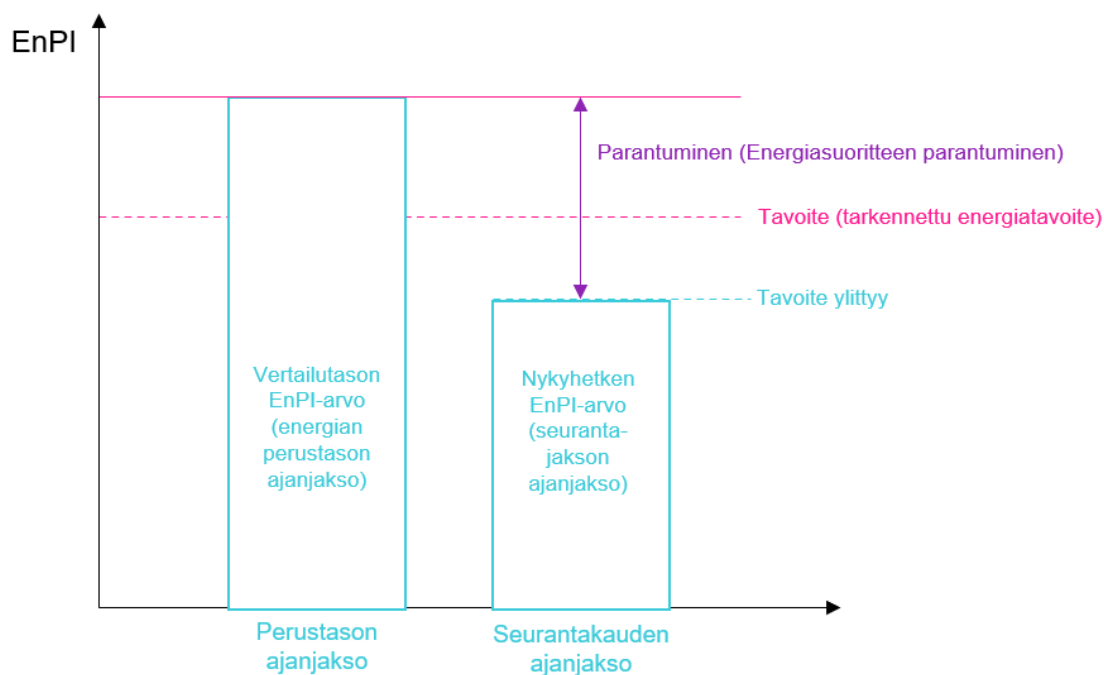 EnPI
Parantuminen (Energiasuoritteen parantuminen)
Tavoite (tarkennettu energiatavoite)
Tavoite ylittyy
Vertailutason
EnPI-arvo
(energian
perustason
ajanjakso)
Nykyhetken
EnPI-arvo
(seuranta-
jakson
ajanjakso)
Perustason
ajanjakso
Seurantakauden
ajanjakso